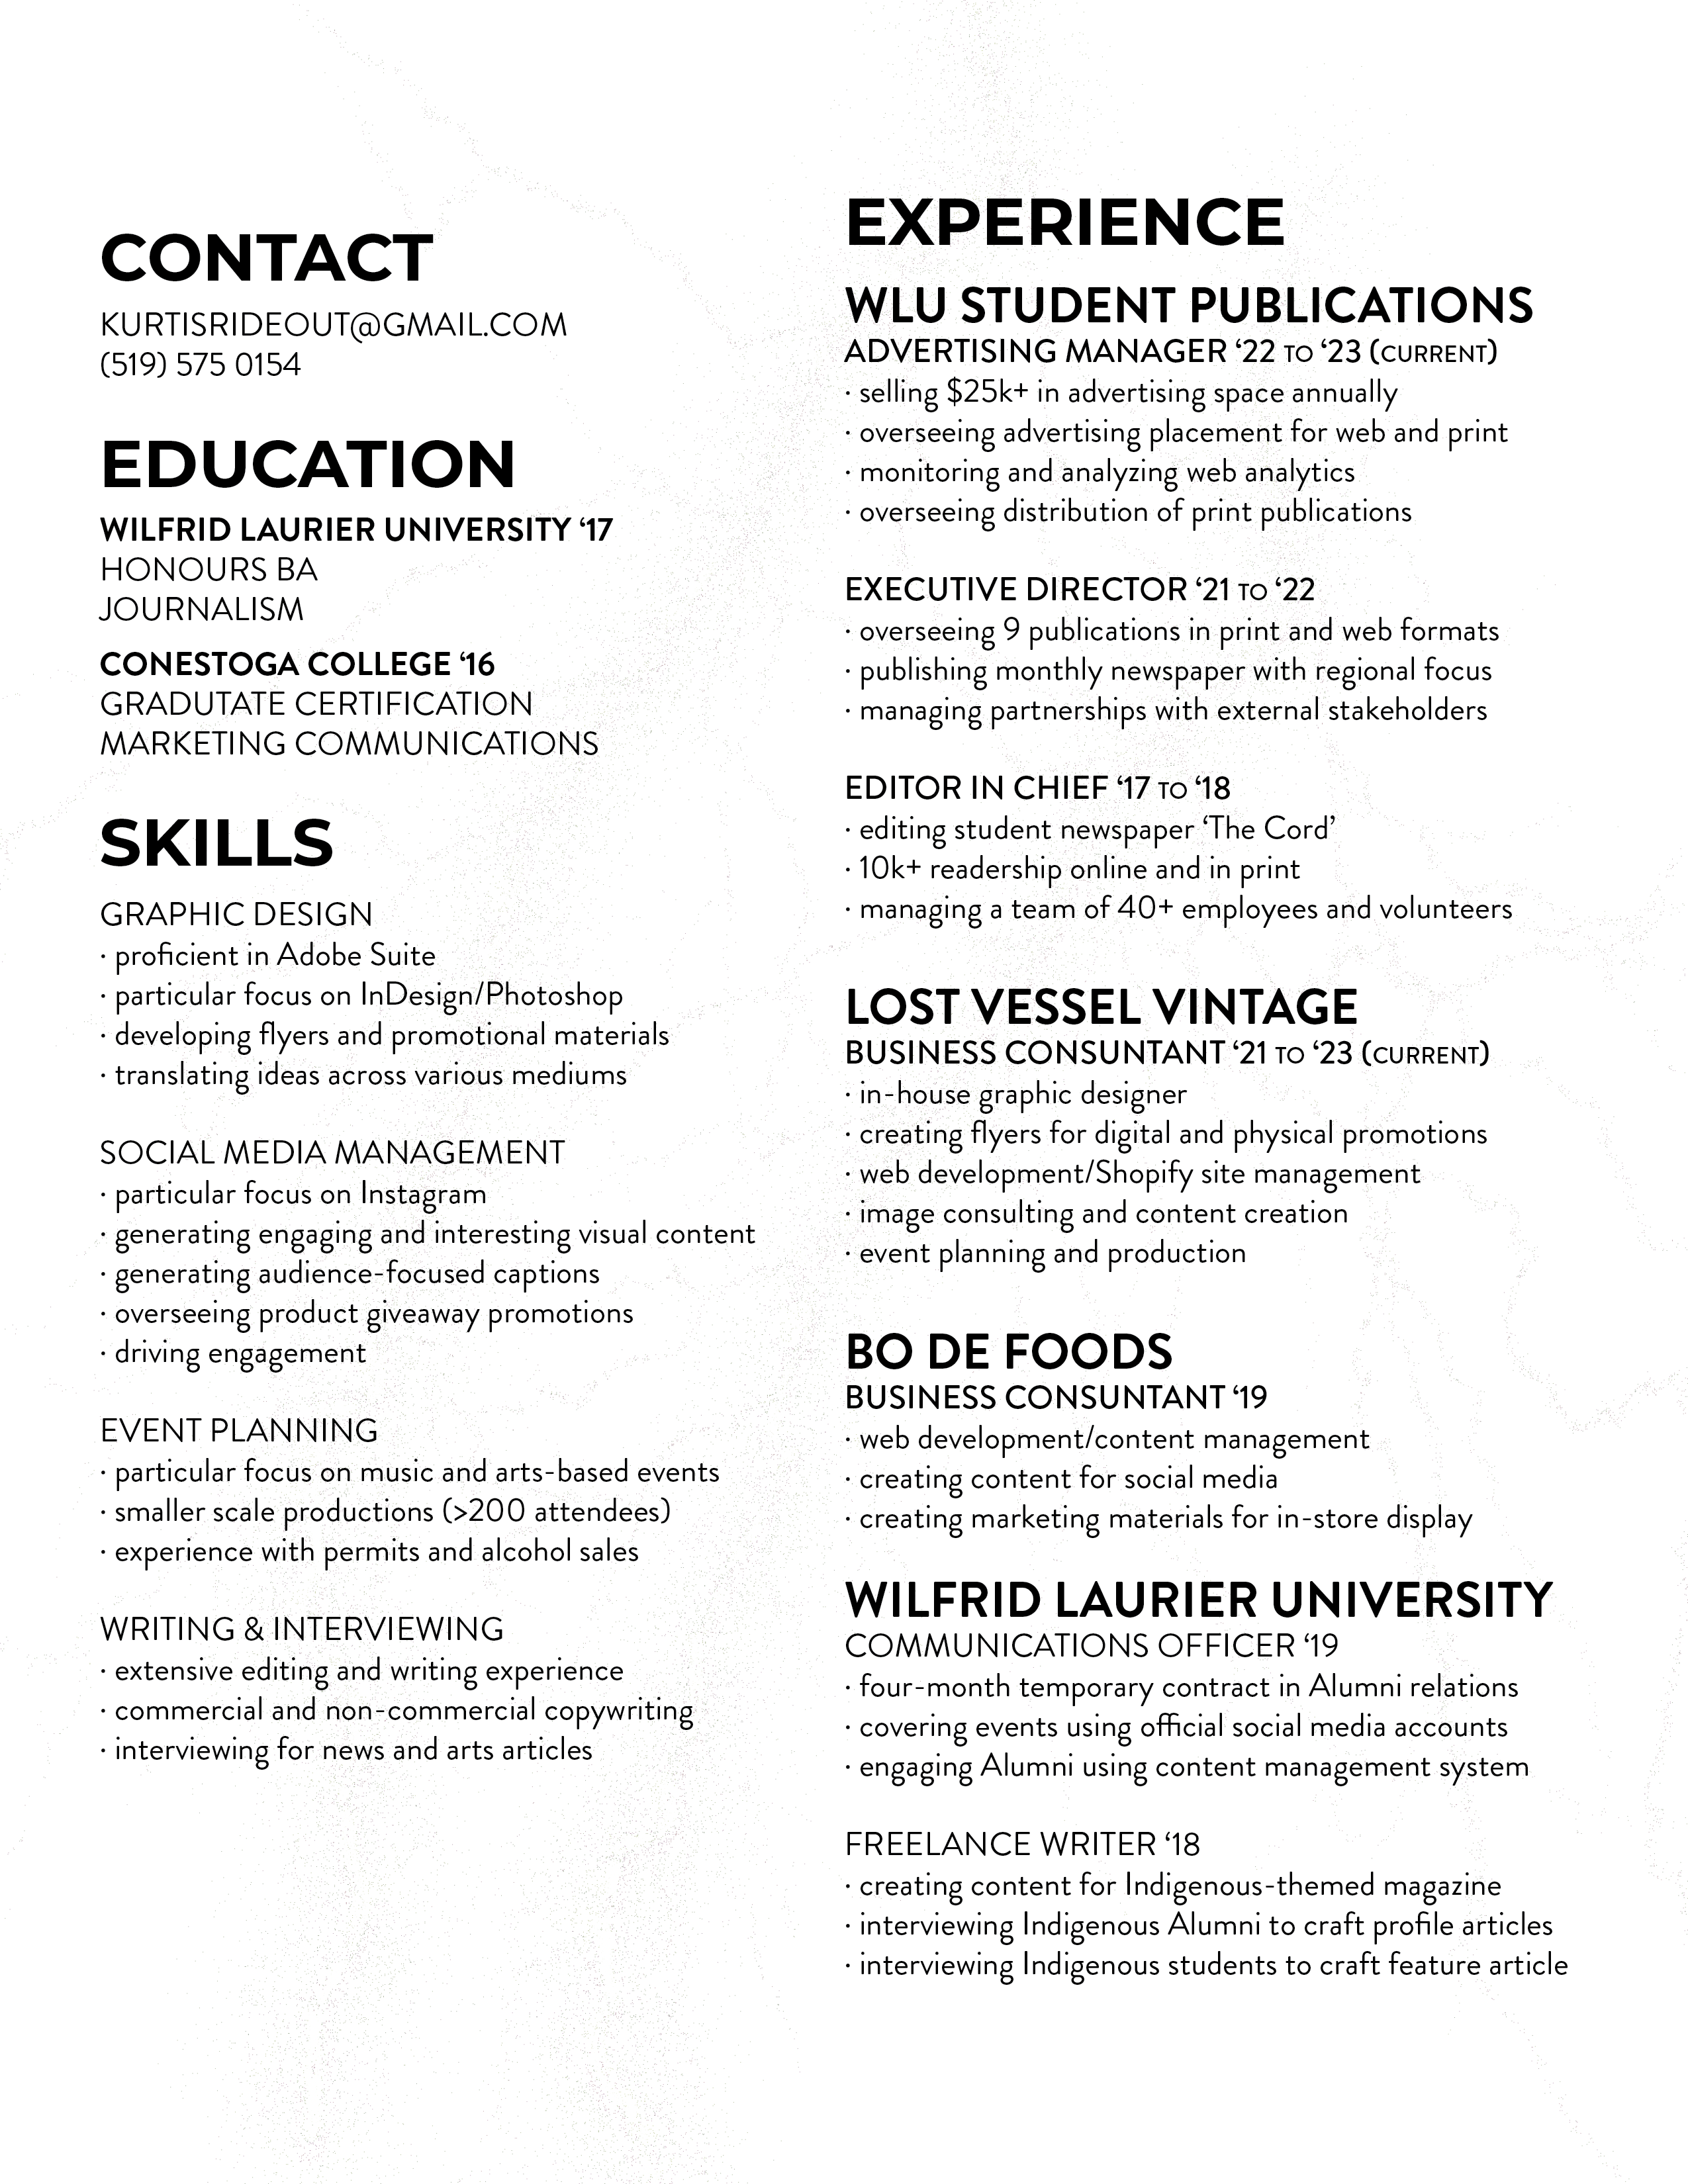 CONTACT
KURTISRIDEOUT@GMAIL.COM
(519) 575 0154
EDUCATION
WILFRID LAURIER UNIVERSITY ‘17
HONOURS BA
JOURNALISM
CONESTOGA COLLEGE ‘16
GRADUTATE CERTIFICATION
MARKETING COMMUNICATIONS
SKILLS
GRAPHIC DESIGN
· proficient in Adobe Suite
· particular focus on InDesign/Photoshop
· developing flyers and promotional materials
· translating ideas across various mediums
SOCIAL MEDIA MANAGEMENT
· particular focus on Instagram
· generating engaging and interesting visual content
· generating audience-focused captions
· overseeing product giveaway promotions
· driving engagement
EVENT PLANNING
· particular focus on music and arts-based events
· smaller scale productions (>200 attendees)
· experience with permits and alcohol sales
WRITING & INTERVIEWING
· extensive editing and writing experience
· commercial and non-commercial copywriting
· interviewing for news and arts articles
EXPERIENCE
WLU STUDENT PUBLICATIONS
ADVERTISING MANAGER ‘22 TO ‘23 (CURRENT)
· selling $25k+ in advertising space annually
· overseeing advertising placement for web and print
· monitoring and analyzing web analytics
· overseeing distribution of print publications
EXECUTIVE DIRECTOR ‘21 TO ‘22
· overseeing 9 publications in print and web formats
· publishing monthly newspaper with regional focus
· managing partnerships with external stakeholders
EDITOR IN CHIEF ‘17 TO ‘18
· editing student newspaper ‘The Cord’
· 10k+ readership online and in print
· managing a team of 40+ employees and volunteers
LOST VESSEL VINTAGE
BUSINESS CONSUNTANT ‘21 TO ‘23 (CURRENT)
· in-house graphic designer
· creating flyers for digital and physical promotions
· web development/Shopify site management
· image consulting and content creation
· event planning and production
BO DE FOODS
BUSINESS CONSUNTANT ‘19
· web development/content management
· creating content for social media
· creating marketing materials for in-store display
WILFRID LAURIER UNIVERSITY
COMMUNICATIONS OFFICER ‘19
· four-month temporary contract in Alumni relations
· covering events using official social media accounts
· engaging Alumni using content management system
FREELANCE WRITER ‘18
· creating content for Indigenous-themed magazine
· interviewing Indigenous Alumni to craft profile articles
· interviewing Indigenous students to craft feature article